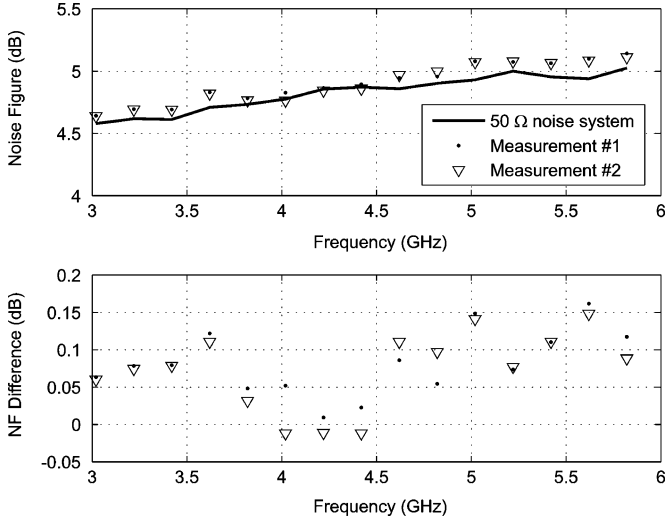 5.5
5
4.5
4
Noise Figure (dB)
50 Ω noise system
Measurement #1
Measurement #2
3 3.5 4 4.5 5 5.5 6
Frequency (GHz)
0.2
0.15
0.1
0.05
0
-0.05
NF Difference (dB)
3 3.5 4 4.5 5 5.5 6
Frequency (GHz)